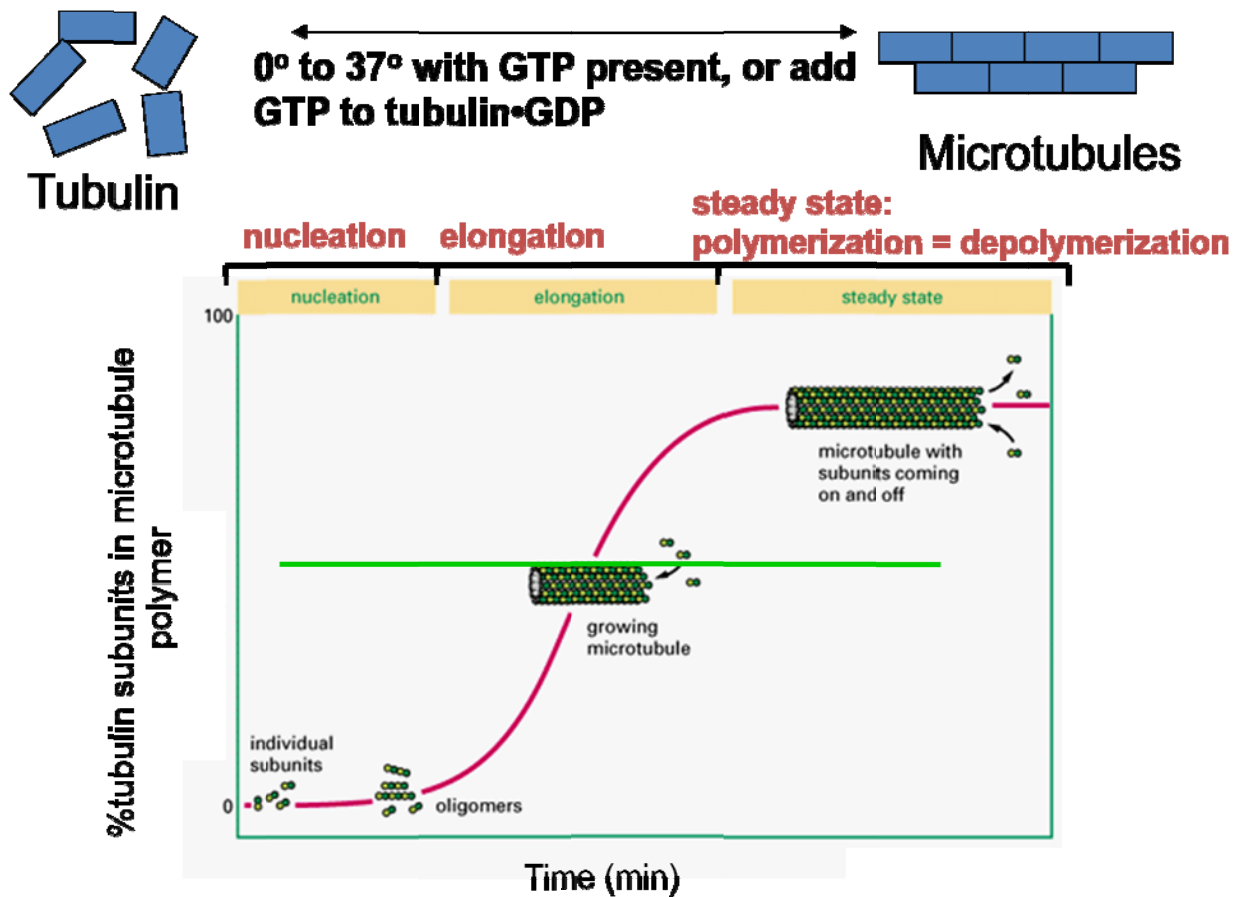 0º to 37º with GTP present, or add
GTP to tubulin•GDP
Tubulin
Microtubules
nucleation
elongation
steady state:
polymerization = depolymerization
nucleation
elongation
steady state
100
%tubulin subunits in microtubule
polymer
microtubule with
subunits coming
on and off
growing
microtubule
individual
subunits
oligomers
0
Time (min)